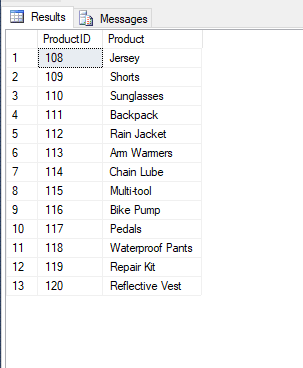 Results Messages
ProductID Product
1 108 Jersey
2 109 Shorts
3 110 Sunglasses
4 111 Backpack
5 112 Rain Jacket
6 113 Arm Warmers
7 114 Chain Lube
8 115 Multi-tool
9 116 Bike Pump
10 117 Pedals
11 118 Waterproof Pants
12 119 Repair Kit
13 120 Reflective Vest